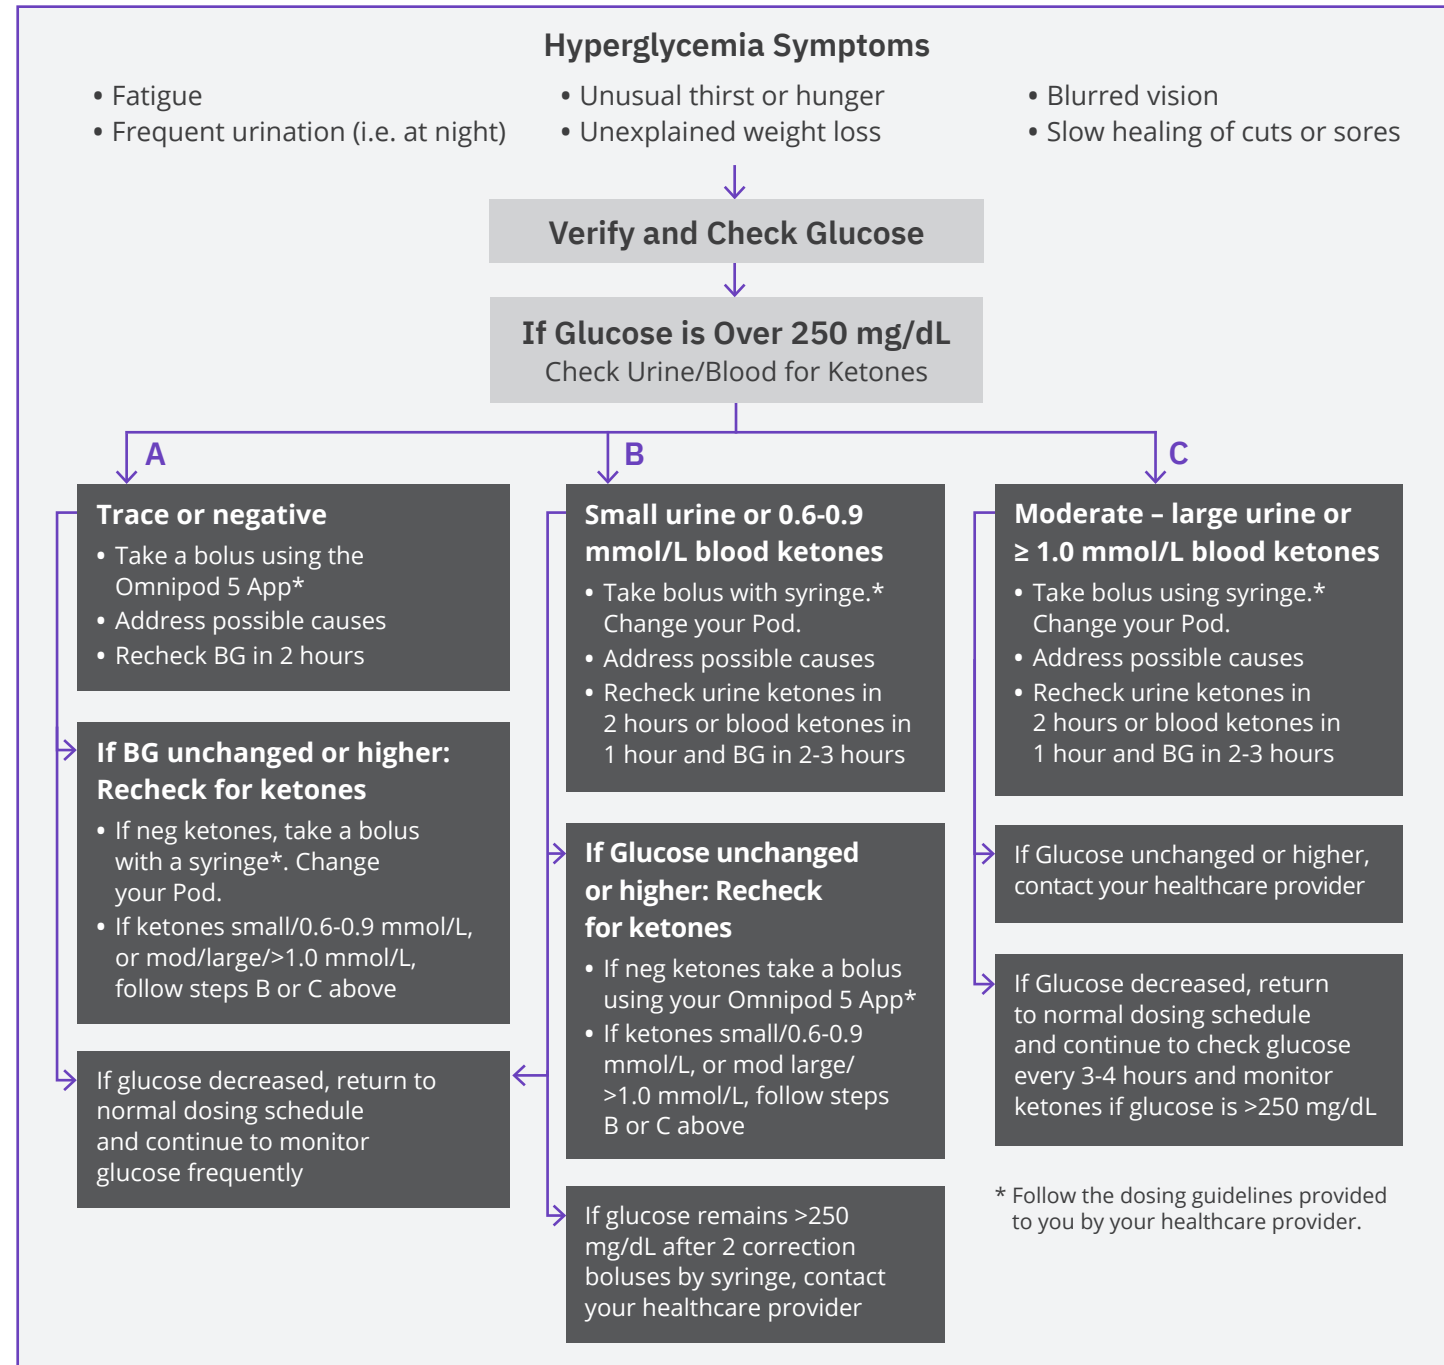 Hyperglycemia Symptoms
• Fatigue
• Frequent urination (i.e. at night)
• Unusual thirst or hunger
• Unexplained weight loss
• Blurred vision
• Slow healing of cuts or sores
Verify and Check Glucose
If Glucose is Over 250 mg/dL
Check Urine/Blood for Ketones
A
Trace or negative
• Take a bolus using the
Omnipod 5 App*
• Address possible causes
• Recheck BG in 2 hours
If BG unchanged or higher:
Recheck for ketones
• If neg ketones, take a bolus
with a syringe*. Change
your Pod.
• If ketones small/0.6-0.9 mmol/L,
or mod/large/>1.0 mmol/L,
follow steps B or C above
If glucose decreased, return to
normal dosing schedule
and continue to monitor
glucose frequently
B
Small urine or 0.6-0.9
mmol/L blood ketones
• Take bolus with syringe.*
Change your Pod.
• Address possible causes
• Recheck urine ketones in
2 hours or blood ketones in
1 hour and BG in 2-3 hours
If Glucose unchanged
or higher: Recheck
for ketones
• If neg ketones take a bolus
using your Omnipod 5 App*
• If ketones small/0.6-0.9
mmol/L, or mod large/
>1.0 mmol/L, follow steps
B or C above
If glucose remains >250
mg/dL after 2 correction
boluses by syringe, contact
your healthcare provider
C
Moderate – large urine or
≥ 1.0 mmol/L blood ketones
• Take bolus using syringe.*
Change your Pod.
• Address possible causes
• Recheck urine ketones in
2 hours or blood ketones in
1 hour and BG in 2-3 hours
If Glucose unchanged or higher,
contact your healthcare provider
If Glucose decreased, return
to normal dosing schedule
and continue to check glucose
every 3-4 hours and monitor
ketones if glucose is >250 mg/dL
* Follow the dosing guidelines provided
to you by your healthcare provider.